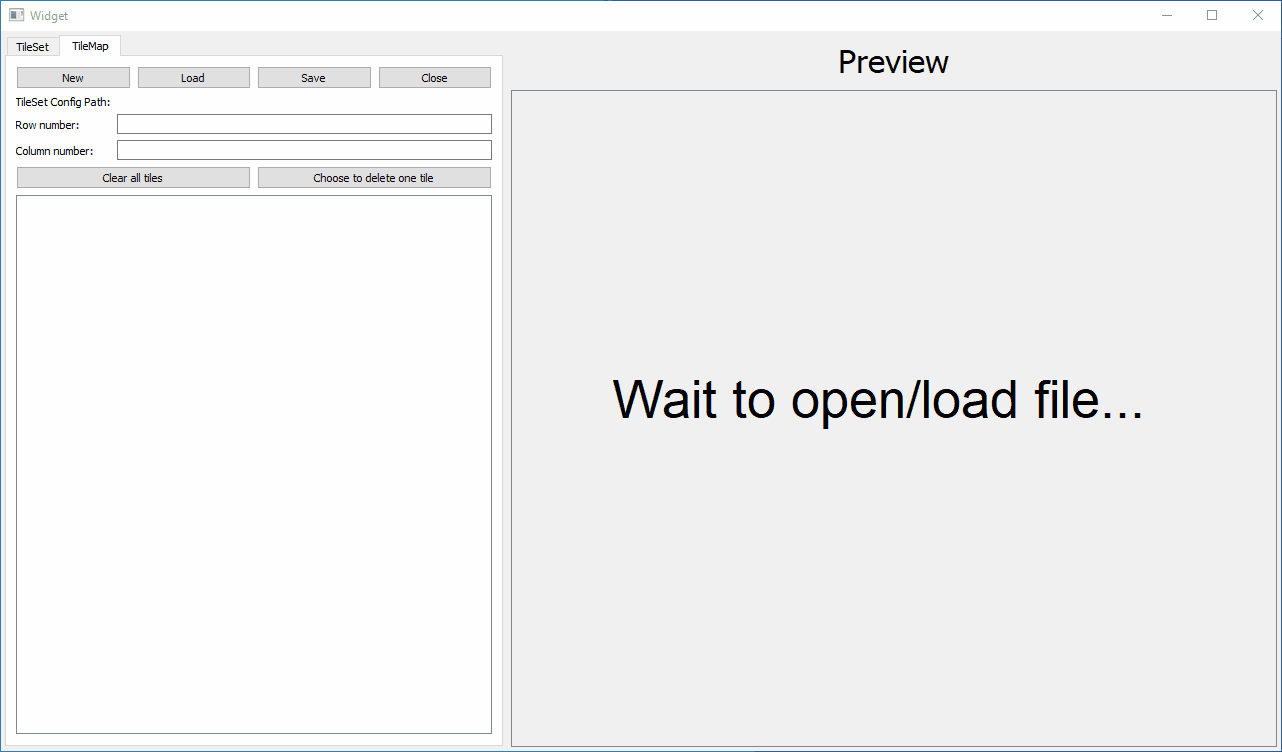 Widget
TileSet TileMap
New Load Save Close
TileSet Config Path:
Row number:
Column number:
Clear all tiles Choose to delete one tile
Preview
Wait to open/load file...